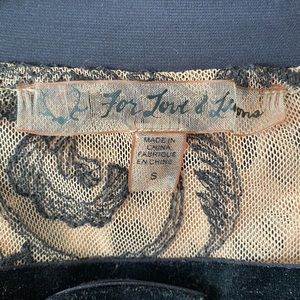 For Love & Lemons
MADE IN
CHINA
FABRIQUÉ
EN CHINE
S